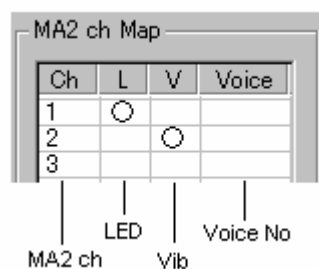 MA2 ch Map
Ch L V Voice
1
2
3
LED Voice No
MA2 ch Vib